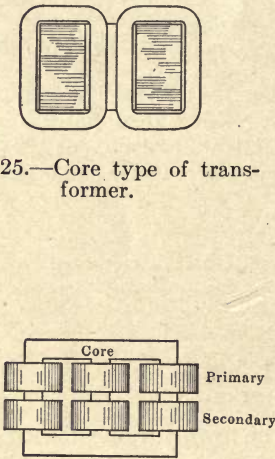 25.—Core type of trans-
former.
Core
Primary
Secondary